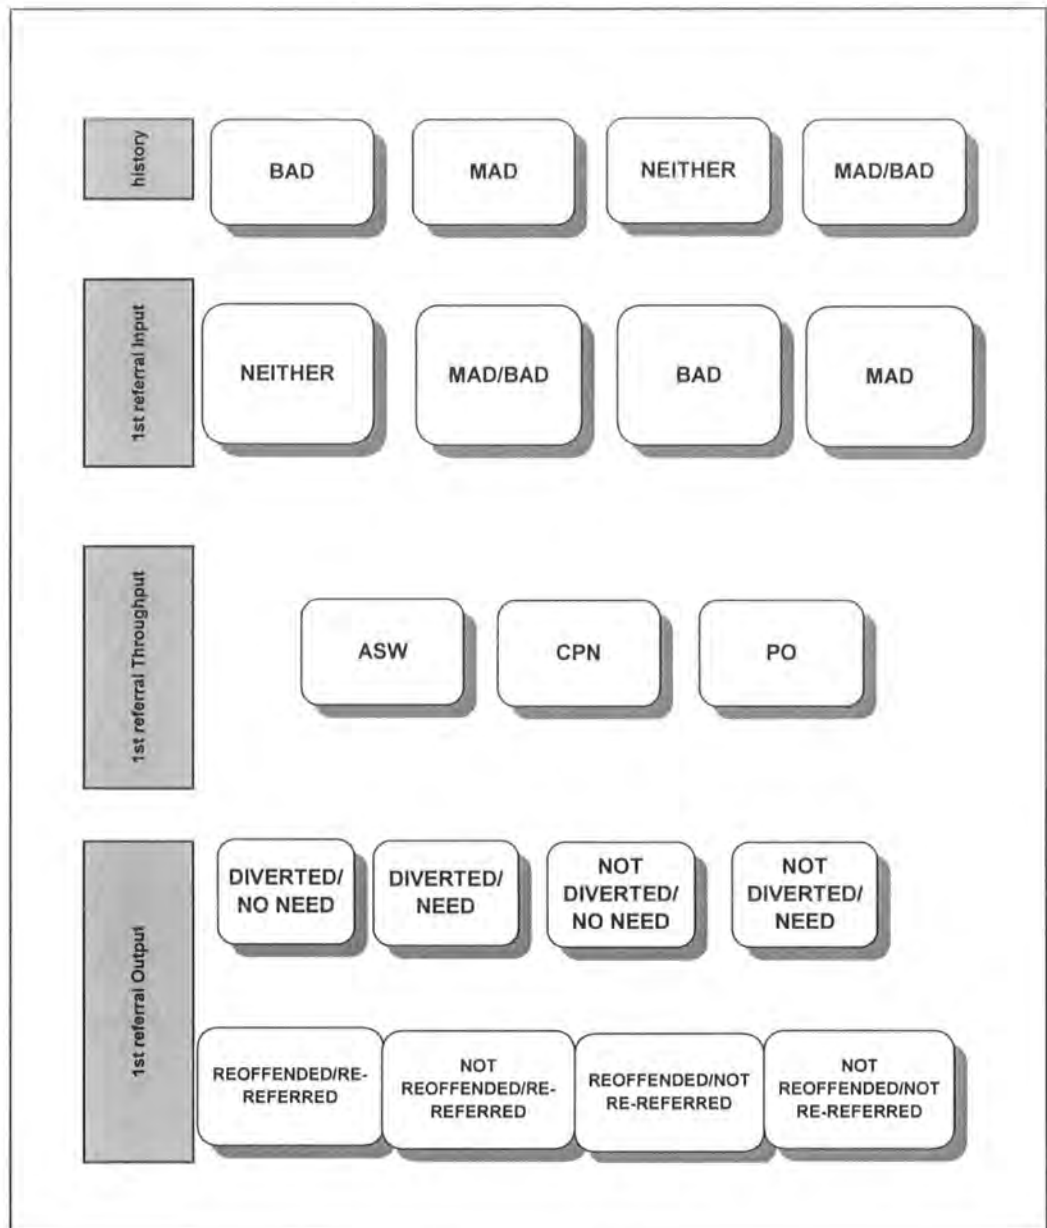 history
BAD
MAD
NEITHER
MAD/BAD
1st referral Input
NEITHER
MAD/BAD
BAD
MAD
1st referral Throughput
ASW
CPN
PO
1st referral Output
DIVERTED/
NO NEED
DIVERTED/
NEED
NOT
DIVERTED/
NO NEED
NOT
DIVERTED/
NEED
REOFFENDED/RE-
REFERRED
NOT
REOFFENDED/RE-
REFERRED
REOFFENDED/NOT
RE-REFERRED
NOT
REOFFENDED/NOT
RE-REFERRED